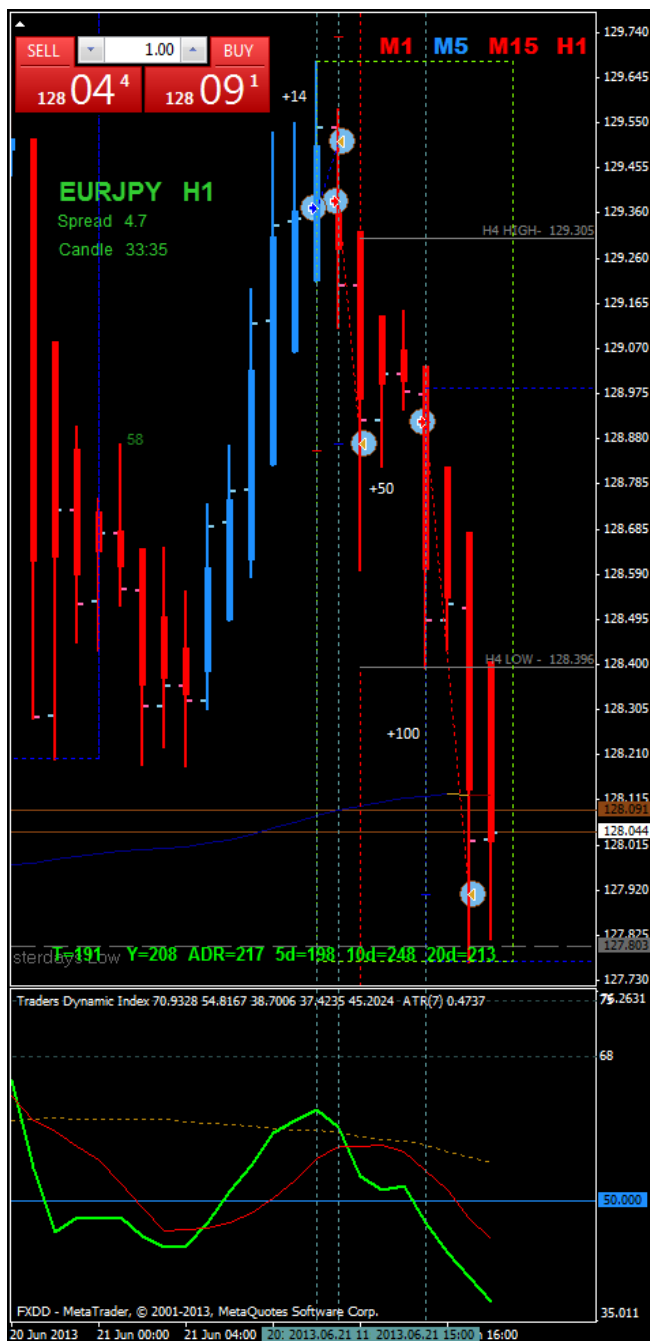 SELL 1.00 BUY
128 04 4 128 09 1
M1 M5 M15 H1
+14
EURJPY H1
Spread 4.7
Candle 33:35
58
+50
+100
H4 HIGH- 129.305
H4 LOW - 128.396
129.740
129.645
129.550
129.455
129.360
129.260
129.165
129.070
128.975
128.880
128.785
128.685
128.590
128.495
128.400
128.305
128.210
128.115
128.091
128.044
128.015
127.920
127.825
127.803
127.730
sterdays Low
T=191 Y=208 ADR=217 5d=198 10d=248 20d=213
Traders Dynamic Index 70.9328 54.8167 38.7006 37.4235 45.2024 ATR(7) 0.4737
68
50.000
35.011
FXDD - MetaTrader, © 2001-2013, MetaQuotes Software Corp.
20 Jun 2013 21 Jun 00:00 21 Jun 04:00 2013.06.21 11 2013.06.21 15:00 16:00